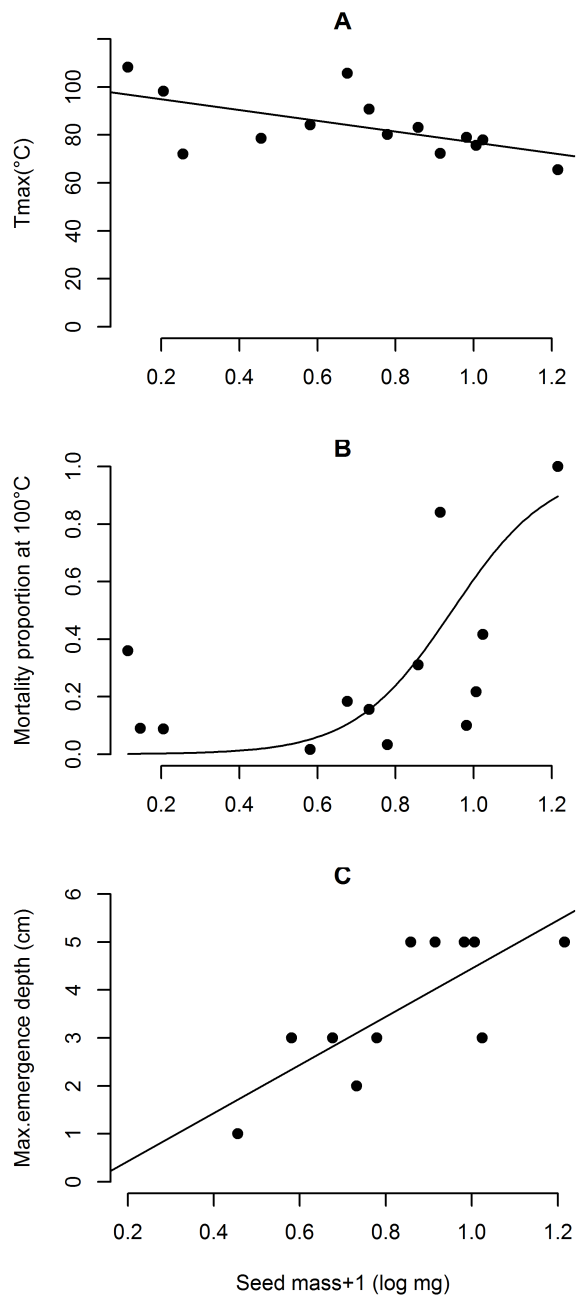 A
Tmax(°C)
0 20 40 60 80 100
0.2 0.4 0.6 0.8 1.0 1.2
B
Mortality proportion at 100°C
0.0 0.2 0.4 0.6 0.8 1.0
0.2 0.4 0.6 0.8 1.0 1.2
C
Max.emergence depth (cm)
0 1 2 3 4 5 6
0.2 0.4 0.6 0.8 1.0 1.2
Seed mass+1 (log mg)